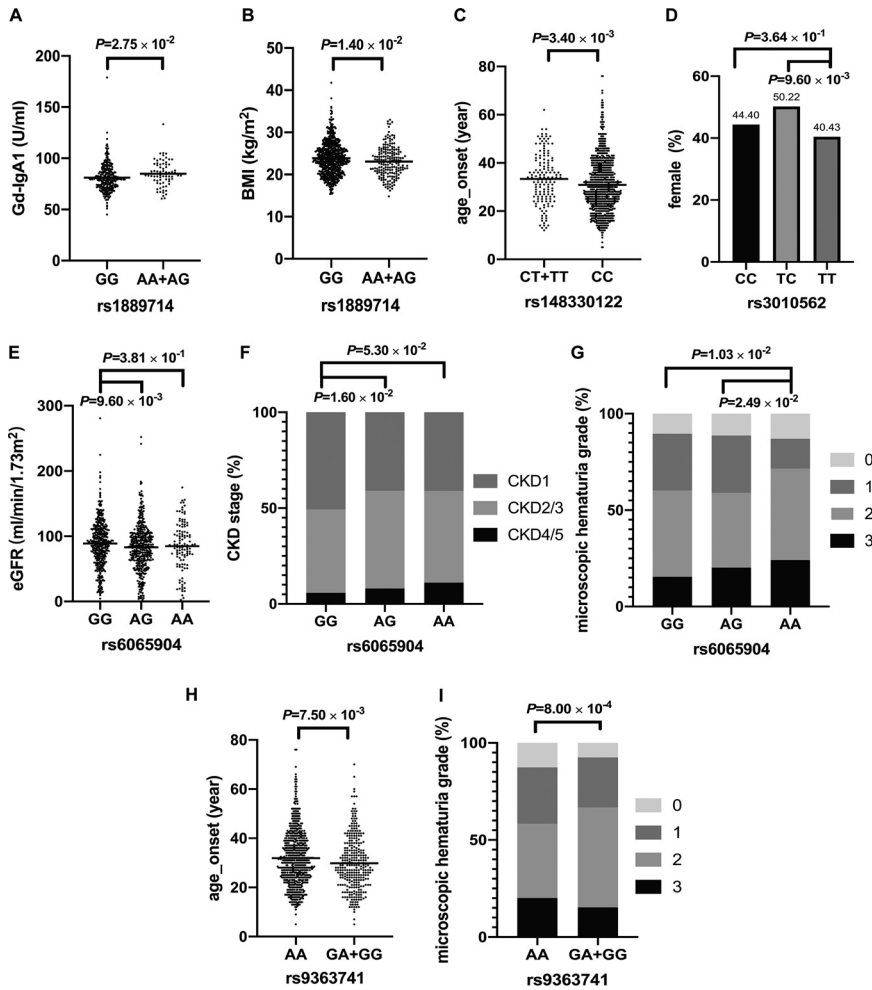 A
P=2.75 × 10-2
Gd-IgA1 (U/ml)
200
150
100
50
0
GG AA+AG
rs1889714
B
P=1.40 × 10-2
BMI (kg/m2)
50
40
30
20
10
0
GG AA+AG
rs1889714
C
P=3.40 × 10-3
age_onset (year)
80
60
40
20
0
CT+TT CC
rs148330122
D
P=3.64 × 10-1
P=9.60 × 10-3
female (%)
60
40
20
0
44.40
50.22
40.43
CC TC TT
rs3010562
E
P=3.81 × 10-1
P=9.60 × 10-3
eGFR (ml/min/1.73m2)
300
200
100
0
GG AG AA
rs6065904
F
P=5.30 × 10-2
P=1.60 × 10-2
CKD stage (%)
100
50
0
GG AG AA
rs6065904
CKD1
CKD2/3
CKD4/5
G
P=1.03 × 10-2
P=2.49 × 10-2
microscopic hematuria grade (%)
100
50
0
GG AG AA
rs6065904
0
1
2
3
H
P=7.50 × 10-3
age_onset (year)
80
60
40
20
0
AA GA+GG
rs9363741
I
P=8.00 × 10-4
microscopic hematuria grade (%)
100
50
0
AA GA+GG
rs9363741
0
1
2
3